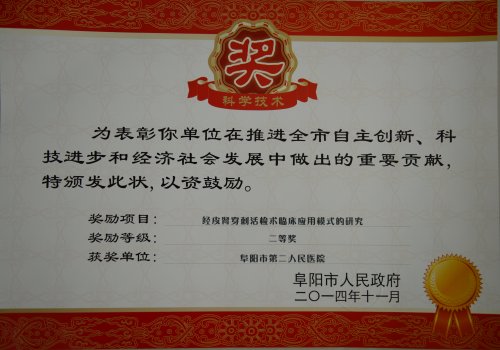 奖
科学技术
为表彰你单位在推进全市自主创新、科
技进步和经济社会发展中做出的重要贡献,
特颁发此状,以资鼓励。
奖励项目： 经皮肾穿刺活检术临床应用模式的研究
奖励等级： 二等奖
获奖单位： 阜阳市第二人民医院
阜阳市人民政府
二〇一四年十一月